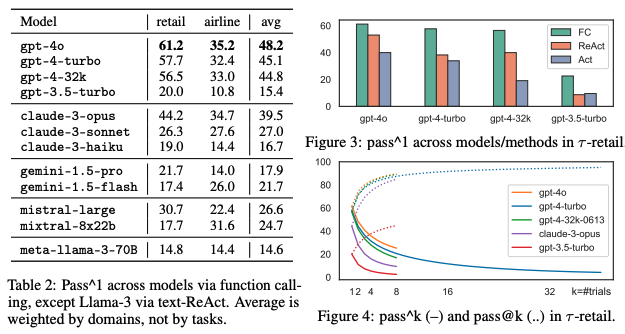 Model retail airline avg
gpt-4o 61.2 35.2 48.2
gpt-4-turbo 57.7 32.4 45.1
gpt-4-32k 56.5 33.0 44.8
gpt-3.5-turbo 20.0 10.8 15.4
claude-3-opus 44.2 34.7 39.5
claude-3-sonnet 26.3 27.6 27.0
claude-3-haiku 19.0 14.4 16.7
gemini-1.5-pro 21.7 14.0 17.9
gemini-1.5-flash 17.4 26.0 21.7
mistral-large 30.7 22.4 26.6
mixtral-8x22b 17.7 31.6 24.7
meta-llama-3-70B 14.8 14.4 14.6
Table 2: Pass^1 across models via function call-
ing, except Llama-3 via text-ReAct. Average is
weighted by domains, not by tasks.
60
40
20
0
FC
ReAct
Act
gpt-4o gpt-4-turbo gpt-4-32k gpt-3.5-turbo
Figure 3: pass^1 across models/methods in τ-retail
100
80
60
40
20
0
gpt-4o
gpt-4-turbo
gpt-4-32k-0613
claude-3-opus
gpt-3.5-turbo
1 2 4 8 16 32 k=#trials
Figure 4: pass^k (–) and pass@k (..) in τ-retail.